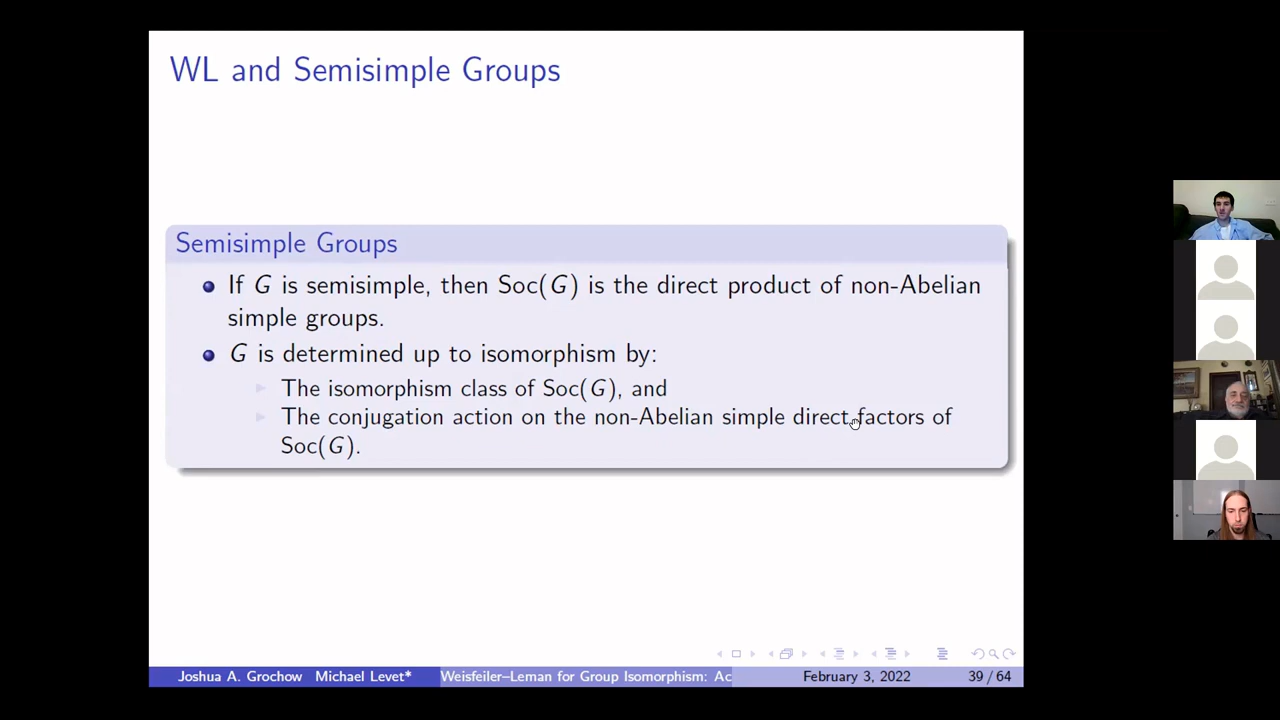 WL and Semisimple Groups
Semisimple Groups
If G is semisimple, then Soc(G) is the direct product of non-Abelian
simple groups.
G is determined up to isomorphism by:
The isomorphism class of Soc(G), and
The conjugation action on the non-Abelian simple direct factors of
Soc(G).
Joshua A. Grochow Michael Levet* Weisfeiler–Leman for Group Isomorphism: Ac February 3, 2022 39 / 64